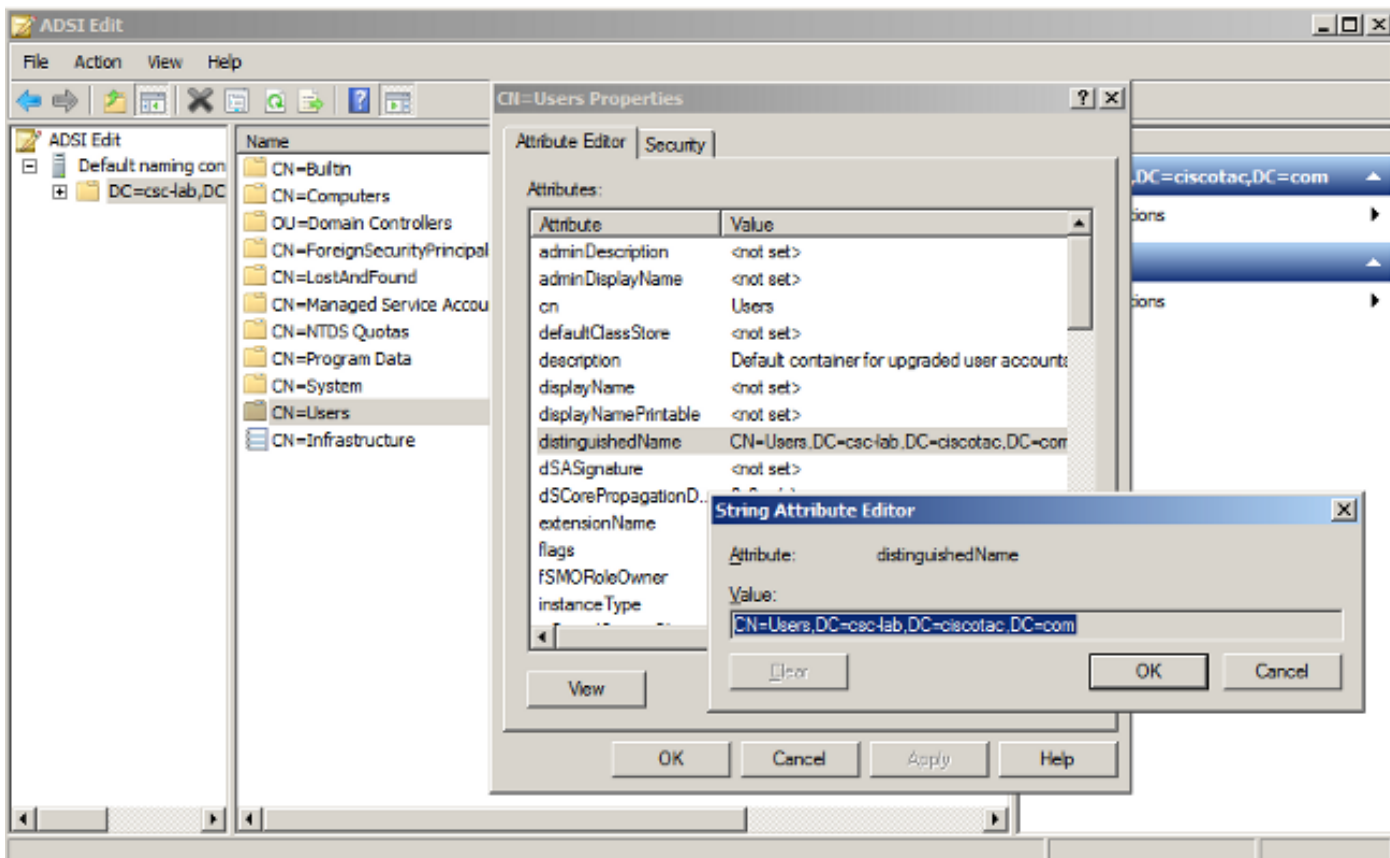 ADSI Edit
File Action View Help
ADSI Edit
Default naming con
DC=csc-lab,DC
Name
CN=Builtin
CN=Computers
OU=Domain Controllers
CN=ForeignSecurityPrincipal
CN=LostAndFound
CN=Managed Service Accou
CN=NTDS Quotas
CN=Program Data
CN=System
CN=Users
CN=Infrastructure
CN=Users Properties
Attribute Editor Security
Attributes:
Attribute Value
adminDescription <not set>
adminDisplayName <not set>
cn Users
defaultClassStore <not set>
description Default container for upgraded user accounts
displayName <not set>
displayNamePrintable <not set>
distinguishedName CN=Users,DC=csc-lab,DC=ciscotac,DC=com
dSASignature <not set>
dSCorePropagationD...
extensionName
flags
fSMORoleOwner
instanceType
View
OK Cancel Apply Help
String Attribute Editor
Attribute: distinguishedName
Value:
CN=Users,DC=csc-lab,DC=ciscotac,DC=com
Clear OK Cancel
,DC=ciscotac,DC=com
ions
ions